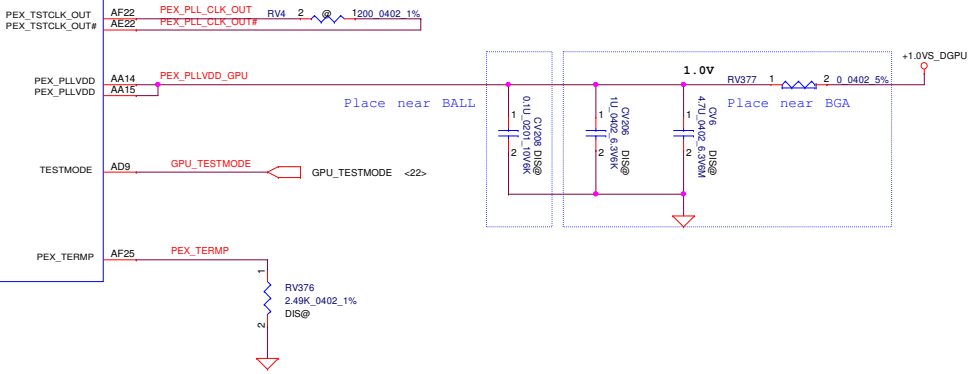 PEX_TSTCLK_OUT AF22 PEX_PLL_CLK_OUT RV4 2 @ 1 200_0402_1%
PEX_TSTCLK_OUT# AE22 PEX_PLL_CLK_OUT#
+1.0VS_DGPU
1.0V
PEX_PLLVDD AA14 PEX_PLLVDD_GPU RV377 1 2 0_0402_5%
PEX_PLLVDD AA15
Place near BALL
Place near BGA
1 2 CV208 DIS@
0.1U_0201_10V6K
1 2 CV206 DIS@
1U_0402_6.3V6K
1 2 CV6 DIS@
4.7U_0402_6.3V6M
TESTMODE AD9 GPU_TESTMODE GPU_TESTMODE <22>
PEX_TERMP AF25 PEX_TERMP
1
RV376
2.49K_0402_1%
DIS@
2